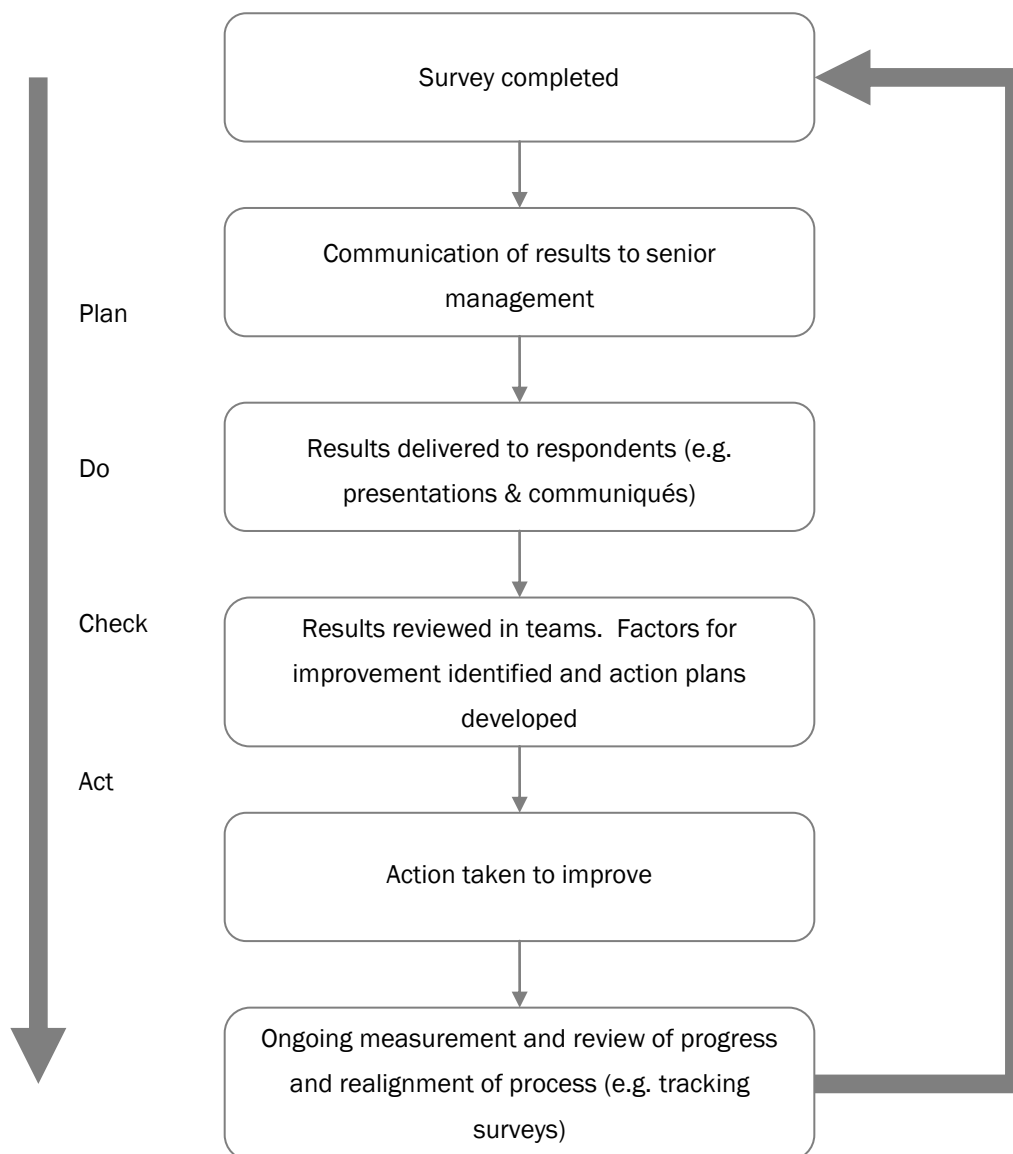 Survey completed
Communication of results to senior
management
Plan
Results delivered to respondents (e.g.
presentations & communiqués)
Do
Results reviewed in teams.  Factors for
improvement identified and action plans
developed
Check
Act
Action taken to improve
Ongoing measurement and review of progress
and realignment of process (e.g. tracking
surveys)